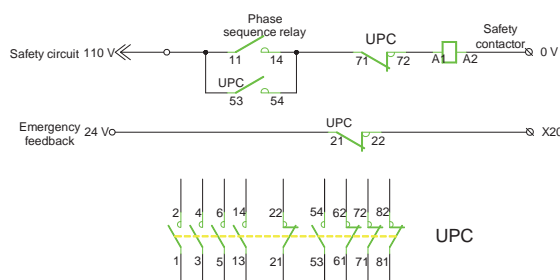 Phase
sequence relay
UPC
Safety
contactor
Safety circuit 110 V
11
14
71
72
A1
A2
0 V
UPC
53
54
Emergency
feedback
24 V
UPC
21
22
X20
2
4
6
14
22
54
62
72
82
UPC
1
3
5
13
21
53
61
71
81